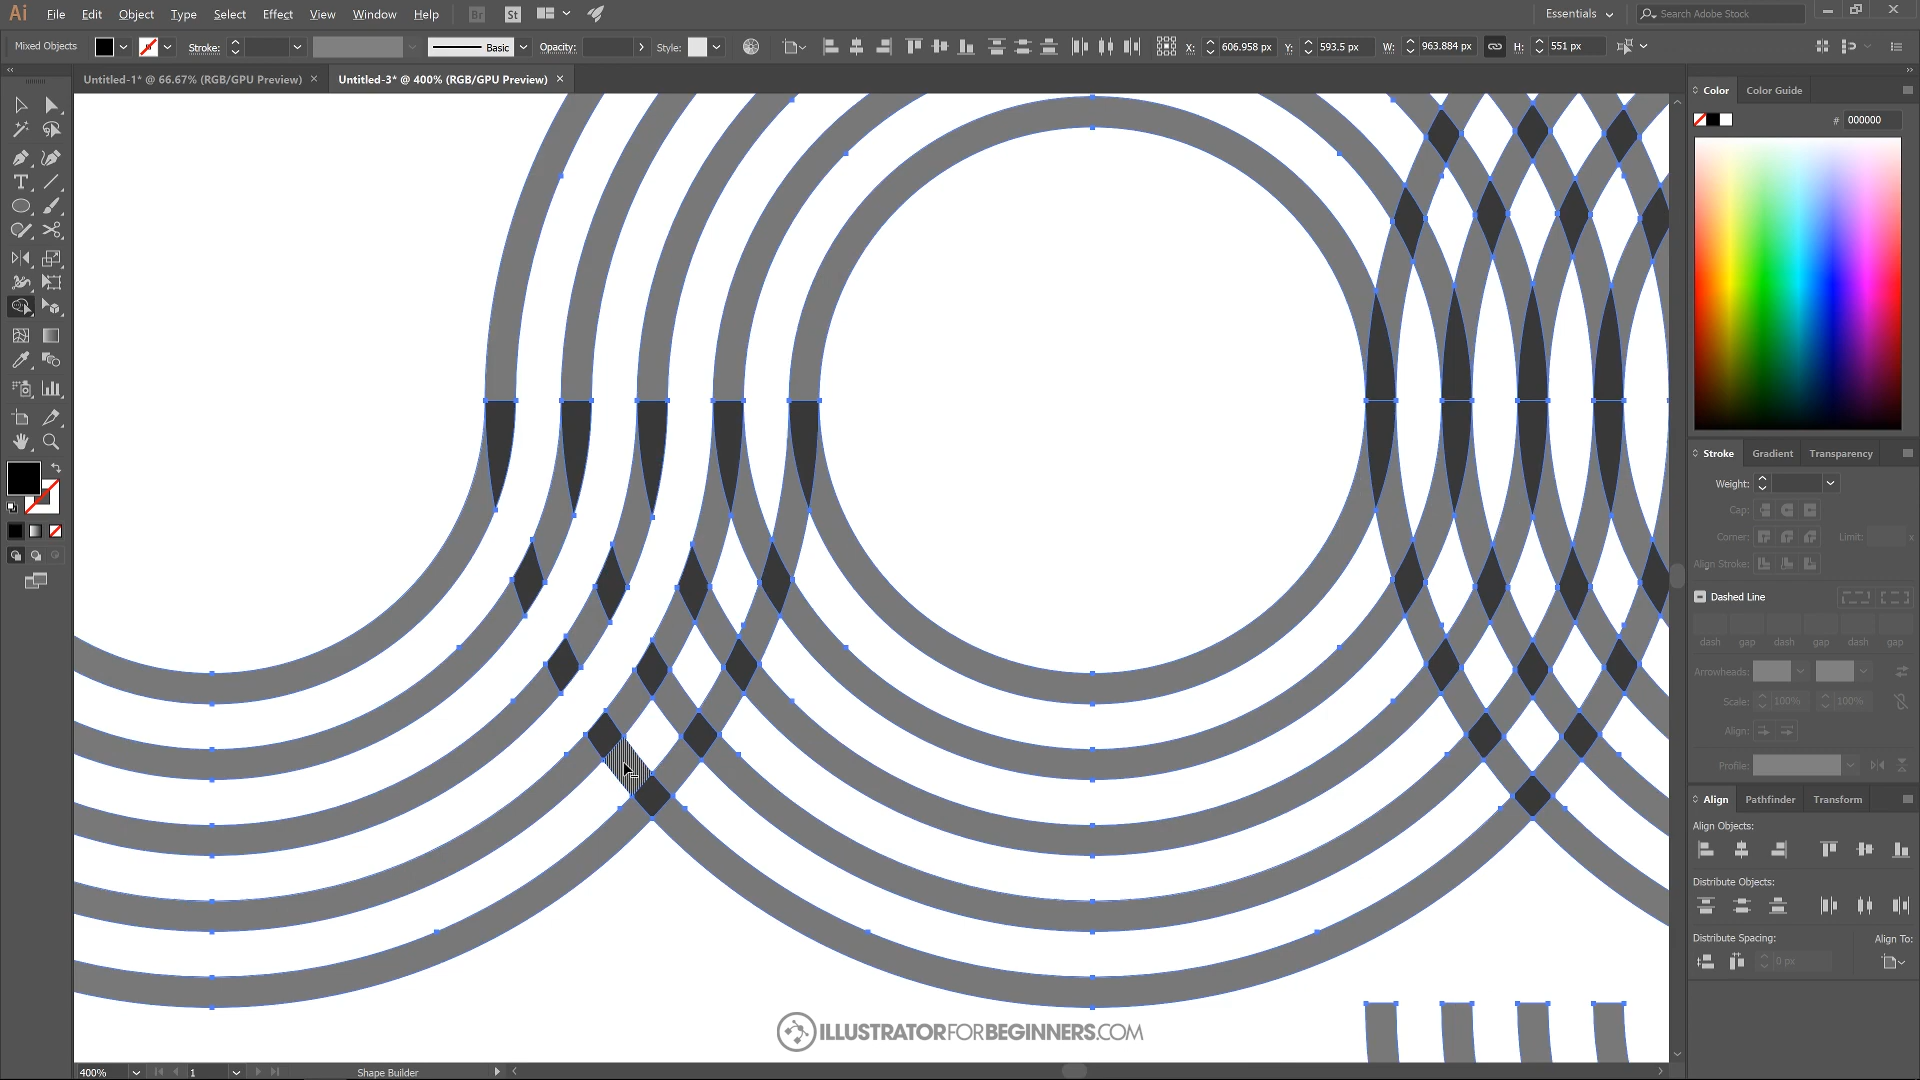 Ai File Edit Object Type Select Effect View Window Help Br St Essentials Search Adobe Stock
Mixed Objects Stroke: Basic Opacity: Style: X: 606.958 px Y: 593.5 px W: 963.884 px H: 551 px
Untitled-1* @ 66.67% (RGB/GPU Preview) × Untitled-3* @ 400% (RGB/GPU Preview) ×
Color Color Guide
# 000000
Stroke Gradient Transparency
Weight:
Cap:
Corner: Limit: x
Align Stroke:
Dashed Line
dash gap dash gap dash gap
Arrowheads:
Scale: 100% 100%
Align:
Profile:
Align Pathfinder Transform
Align Objects:
Distribute Objects:
Distribute Spacing: Align To:
0 px
ILLUSTRATORFORBEGINNERS.COM
400% 1 Shape Builder